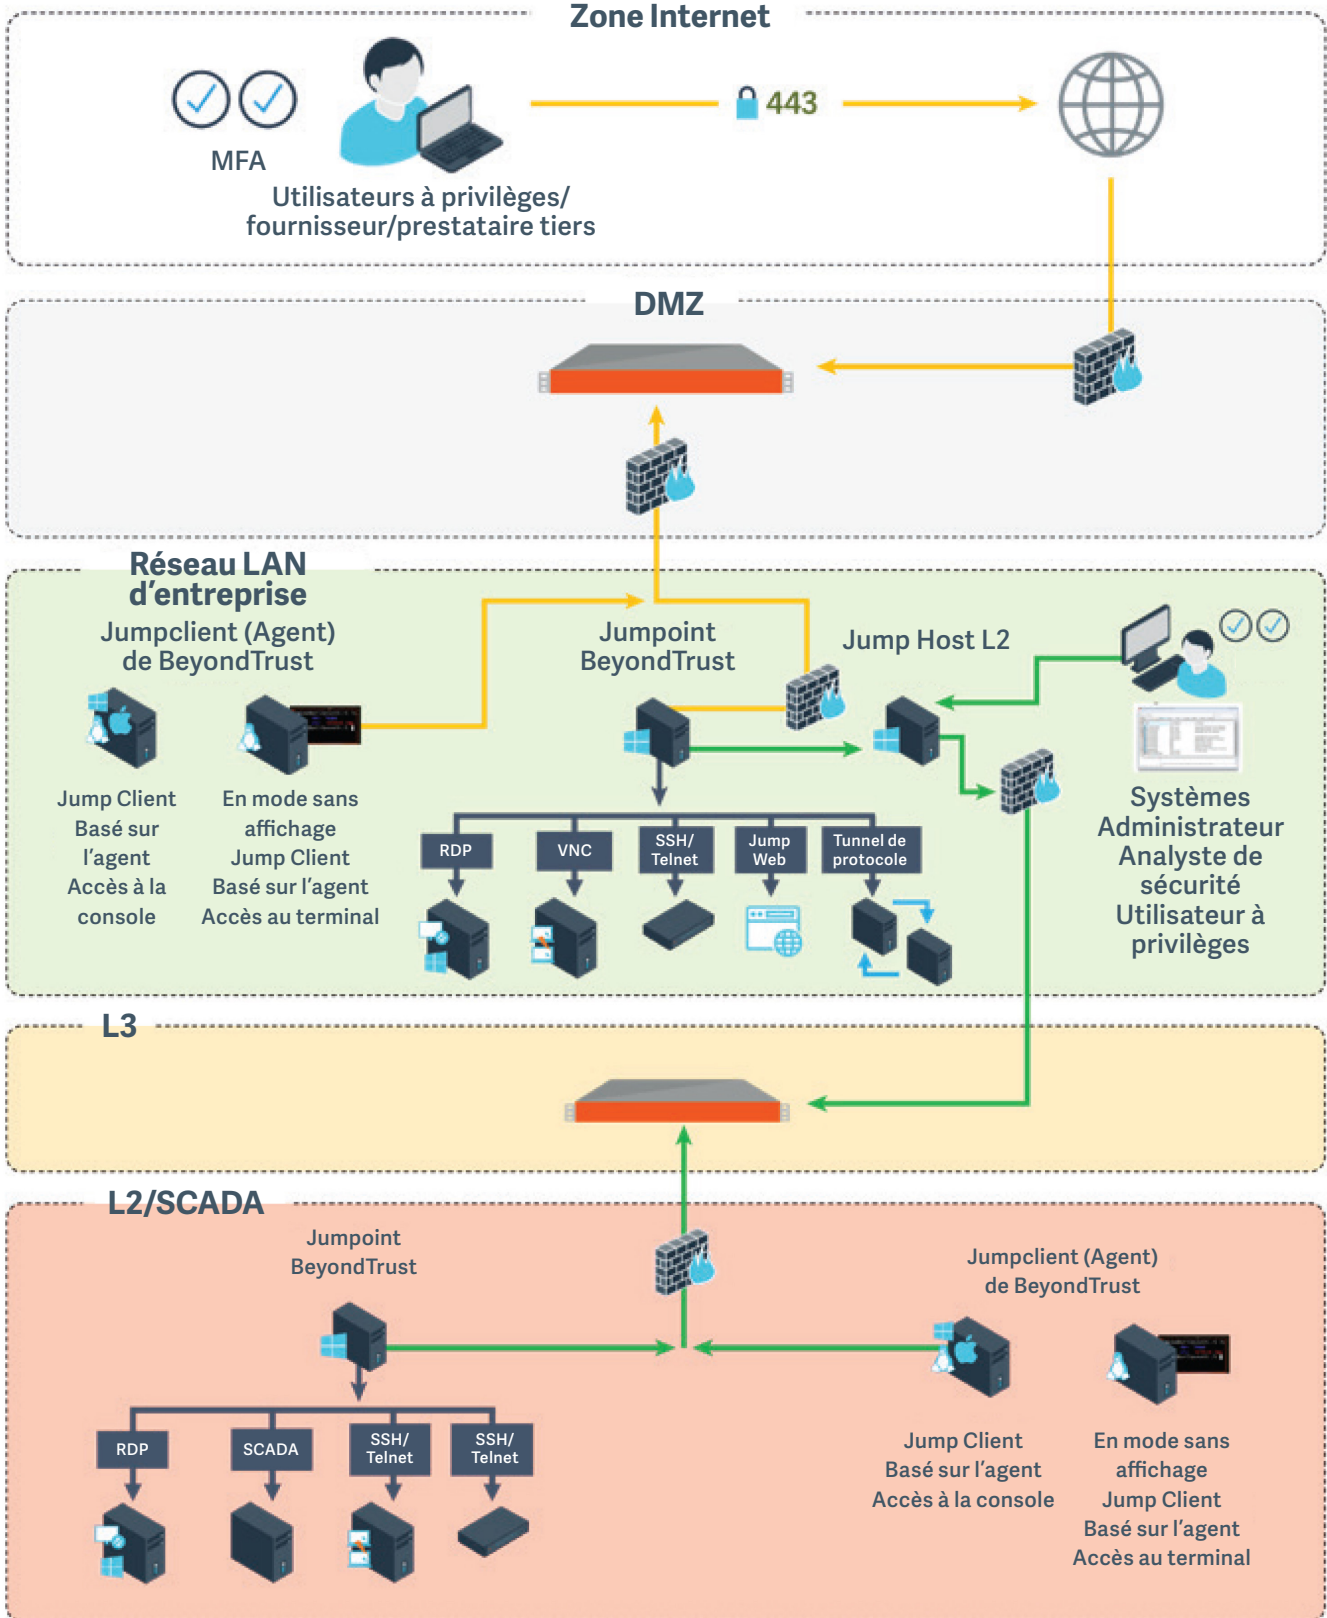 Zone Internet
443
MFA
Utilisateurs à privilèges/
fournisseur/prestataire tiers
DMZ
Réseau LAN
d’entreprise
Jumpclient (Agent)
de BeyondTrust
Jumpoint
BeyondTrust
Jump Host L2
Jump Client
Basé sur
l’agent
Accès à la
console
En mode sans
affichage
Jump Client
Basé sur l’agent
Accès au terminal
RDP
VNC
SSH/
Telnet
Jump
Web
Tunnel de
protocole
Systèmes
Administrateur
Analyste de
sécurité
Utilisateur à
privilèges
L3
L2/SCADA
Jumpoint
BeyondTrust
Jumpclient (Agent)
de BeyondTrust
RDP
SCADA
SSH/
Telnet
SSH/
Telnet
Jump Client
Basé sur l’agent
Accès à la console
En mode sans
affichage
Jump Client
Basé sur l’agent
Accès au terminal